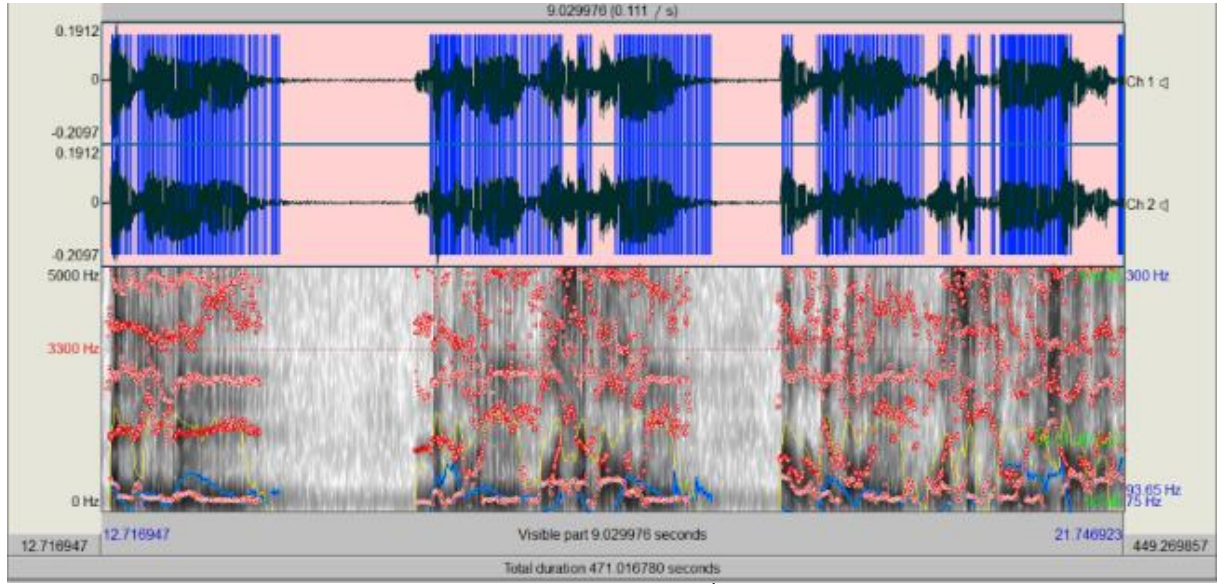 9.029976 (0.111 / s)
0.1912
0
-0.2097
Ch 1
0.1912
0
-0.2097
Ch 2
5000 Hz
300 Hz
3300 Hz
0 Hz
93.65 Hz
75 Hz
12.716947
12.716947
Visible part 9.029976 seconds
21.746923
449.269857
Total duration 471.016780 seconds